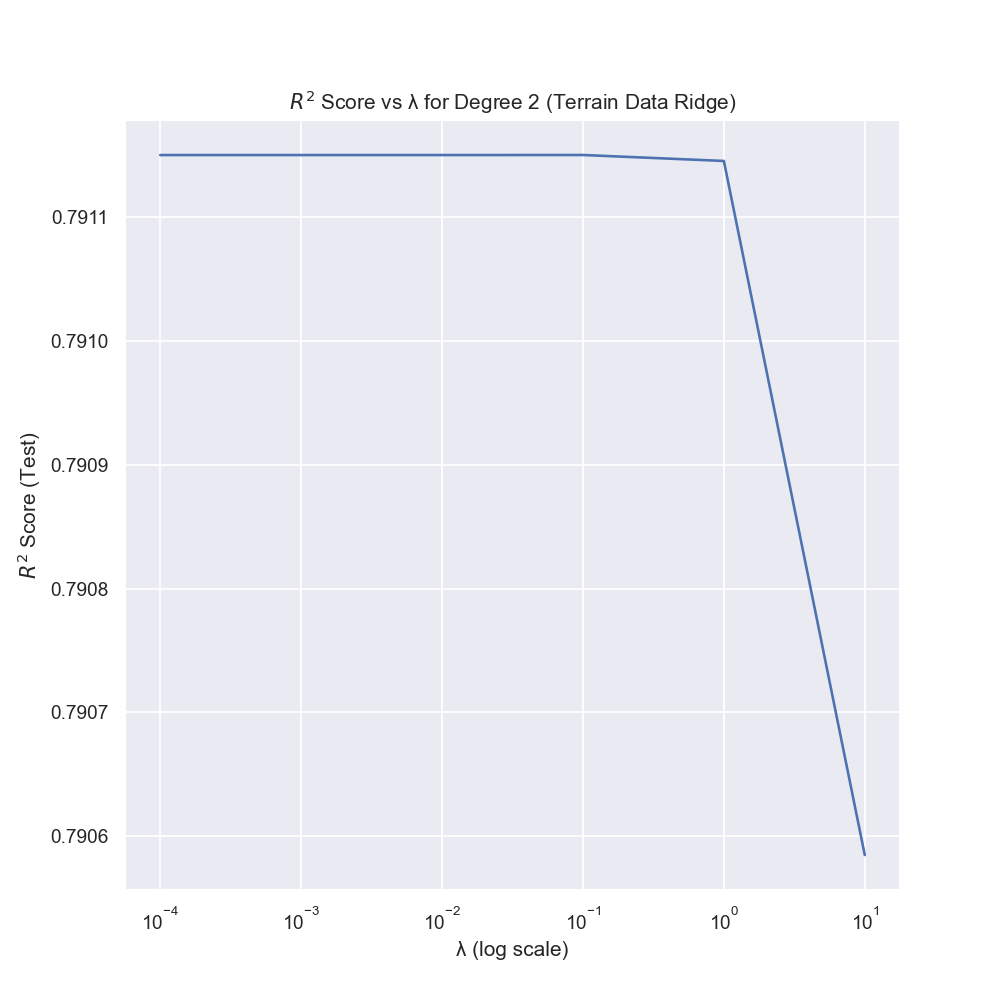 R² Score vs λ for Degree 2 (Terrain Data Ridge)
R² Score (Test)
0.7911
0.7910
0.7909
0.7908
0.7907
0.7906
10⁻⁴ 10⁻³ 10⁻² 10⁻¹ 10⁰ 10¹
λ (log scale)